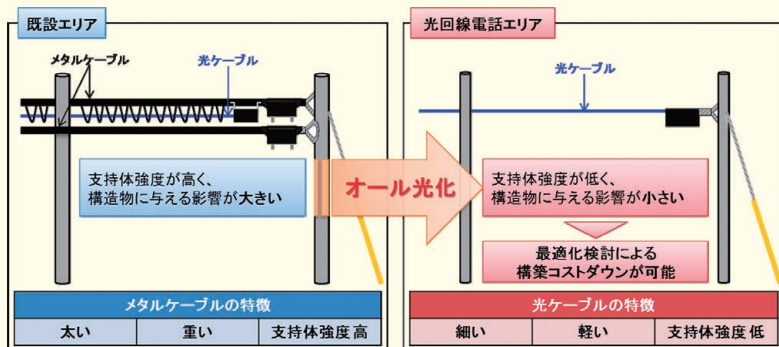 既設エリア
メタルケーブル
光ケーブル
支持体強度が高く、
構造物に与える影響が大きい
メタルケーブルの特徴
太い
重い
支持体強度高
オール光化
光回線電話エリア
光ケーブル
支持体強度が低く、
構造物に与える影響が小さい
最適化検討による
構築コストダウンが可能
光ケーブルの特徴
細い
軽い
支持体強度低